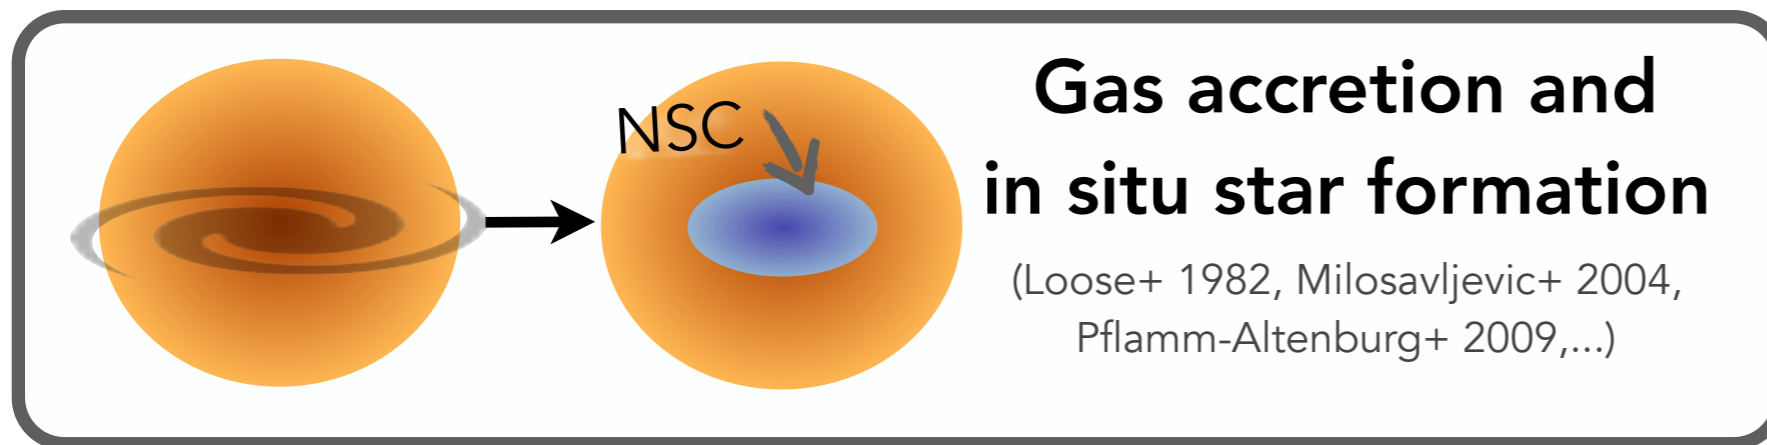 NSC
Gas accretion and
in situ star formation
(Loose+ 1982, Milosavljevic+ 2004,
Pflamm-Altenburg+ 2009,...)